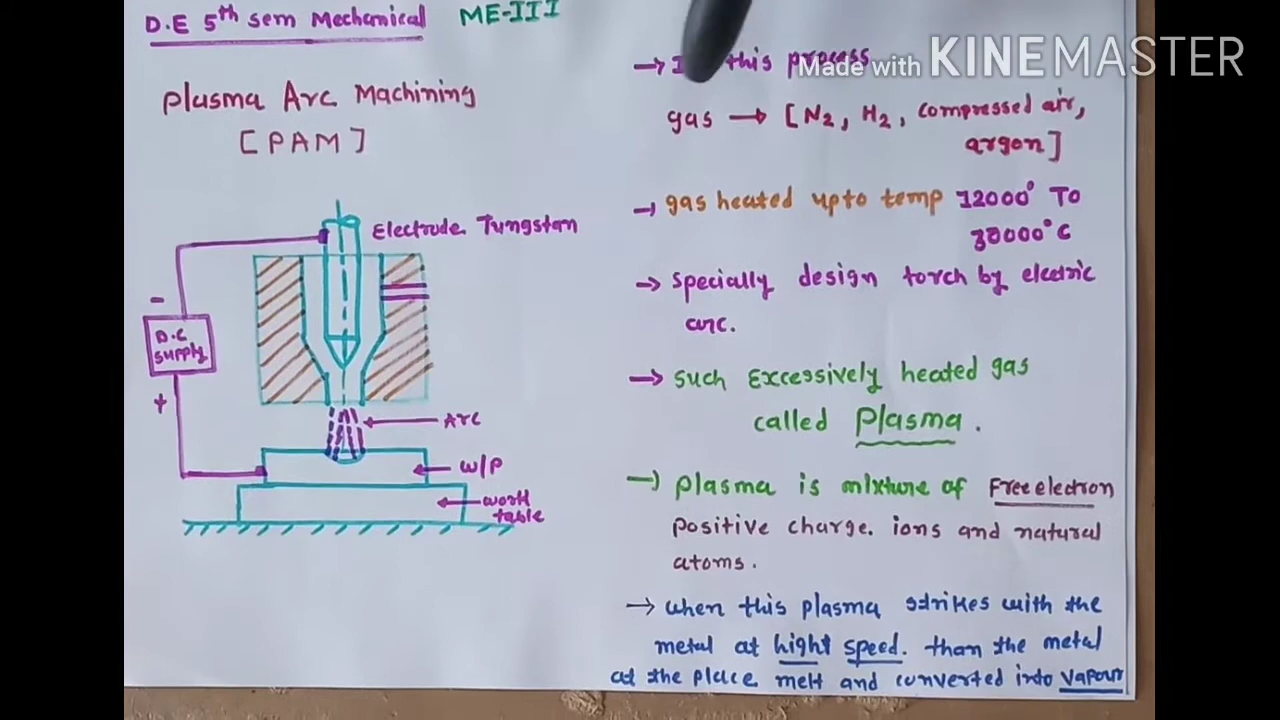 D.E 5th sem Mechanical ME-III
Plasma Arc Machining
[PAM]
Electrode Tungston
-
D.C
supply
+
Arc
W/P
work
table
→ this process
Made with KINEMASTER
gas → [N2, H2, compressed air,
argon]
→ gas heated upto temp 12000° To
30000°C
→ Specially design torch by electric
arc.
→ such Excessively heated gas
called Plasma.
→ plasma is mixture of Free electron
positive charge. ions and natural
atoms.
→ when this plasma strikes with the
metal at hight speed. than the metal
at the place melt and converted into vapour